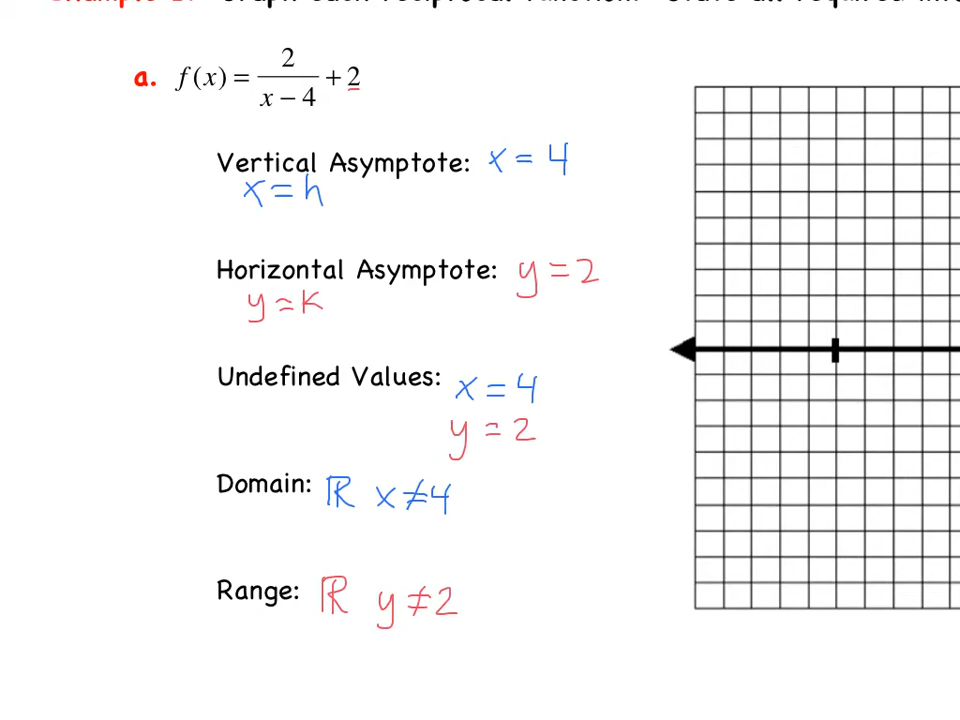 a. f(x) = 2/(x − 4) + 2
Vertical Asymptote: x = 4
x = h
Horizontal Asymptote: y = 2
y = k
Undefined Values: x = 4
y = 2
Domain: ℝ x ≠ 4
Range: ℝ y ≠ 2